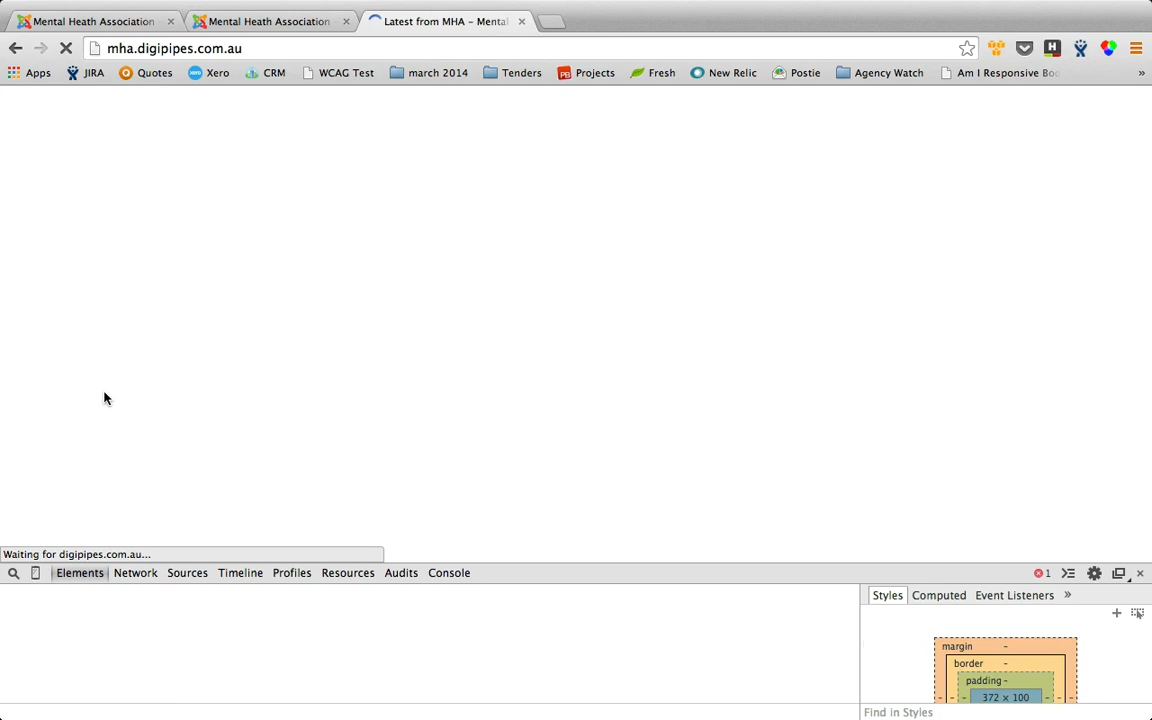 Mental Heath Association
Mental Heath Association
Latest from MHA – Mental
mha.digipipes.com.au
Apps JIRA Quotes Xero CRM WCAG Test march 2014 Tenders Projects Fresh New Relic Postie Agency Watch Am I Responsive Boo »
Waiting for digipipes.com.au...
Elements Network Sources Timeline Profiles Resources Audits Console 1
Styles Computed Event Listeners »
margin -
border -
padding -
- - - 372 × 100 - - -
Find in Styles